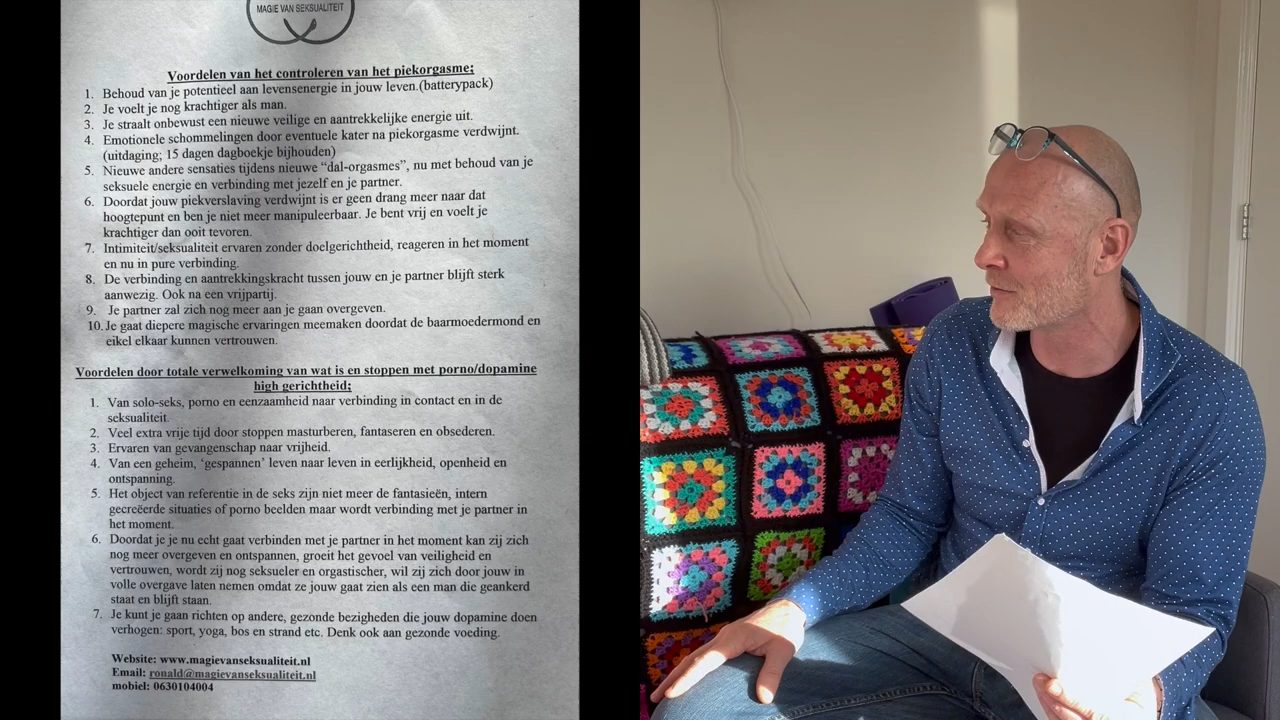 MAGIE VAN SEKSUALITEIT
Voordelen van het controleren van het piekorgasme;
1. Behoud van je potentieel aan levensenergie in jouw leven.(batterypack)
2. Je voelt je nog krachtiger als man.
3. Je straalt onbewust een nieuwe veilige en aantrekkelijke energie uit.
4. Emotionele schommelingen door eventuele kater na piekorgasme verdwijnt.
(uitdaging; 15 dagen dagboekje bijhouden)
5. Nieuwe andere sensaties tijdens nieuwe “dal-orgasmes”, nu met behoud van je
seksuele energie en verbinding met jezelf en je partner.
6. Doordat jouw piekverslaving verdwijnt is er geen drang meer naar dat
hoogtepunt en ben je niet meer manipuleerbaar. Je bent vrij en voelt je
krachtiger dan ooit tevoren.
7. Intimiteit/seksualiteit ervaren zonder doelgerichtheid, reageren in het moment
en nu in pure verbinding.
8. De verbinding en aantrekkingskracht tussen jouw en je partner blijft sterk
aanwezig. Ook na een vrijpartij.
9. Je partner zal zich nog meer aan je gaan overgeven.
10. Je gaat diepere magische ervaringen meemaken doordat de baarmoedermond en
eikel elkaar kunnen vertrouwen.
Voordelen door totale verwelkoming van wat is en stoppen met porno/dopamine
high gerichtheid;
1. Van solo-seks, porno en eenzaamheid naar verbinding in contact en in de
seksualiteit.
2. Veel extra vrije tijd door stoppen masturberen, fantaseren en obsederen.
3. Ervaren van gevangenschap naar vrijheid.
4. Van een geheim, ‘gespannen’ leven naar leven in eerlijkheid, openheid en
ontspanning.
5. Het object van referentie in de seks zijn niet meer de fantasieën, intern
gecreëerde situaties of porno beelden maar wordt verbinding met je partner in
het moment.
6. Doordat je je nu echt gaat verbinden met je partner in het moment kan zij zich
nog meer overgeven en ontspannen, groeit het gevoel van veiligheid en
vertrouwen, wordt zij nog seksueler en orgastischer, wil zij zich door jouw in
volle overgave laten nemen omdat ze jouw gaat zien als een man die geankerd
staat en blijft staan.
7. Je kunt je gaan richten op andere, gezonde bezigheden die jouw dopamine doen
verhogen: sport, yoga, bos en strand etc. Denk ook aan gezonde voeding.
Website: www.magievanseksualiteit.nl
Email: ronald@magievanseksualiteit.nl
mobiel: 0630104004